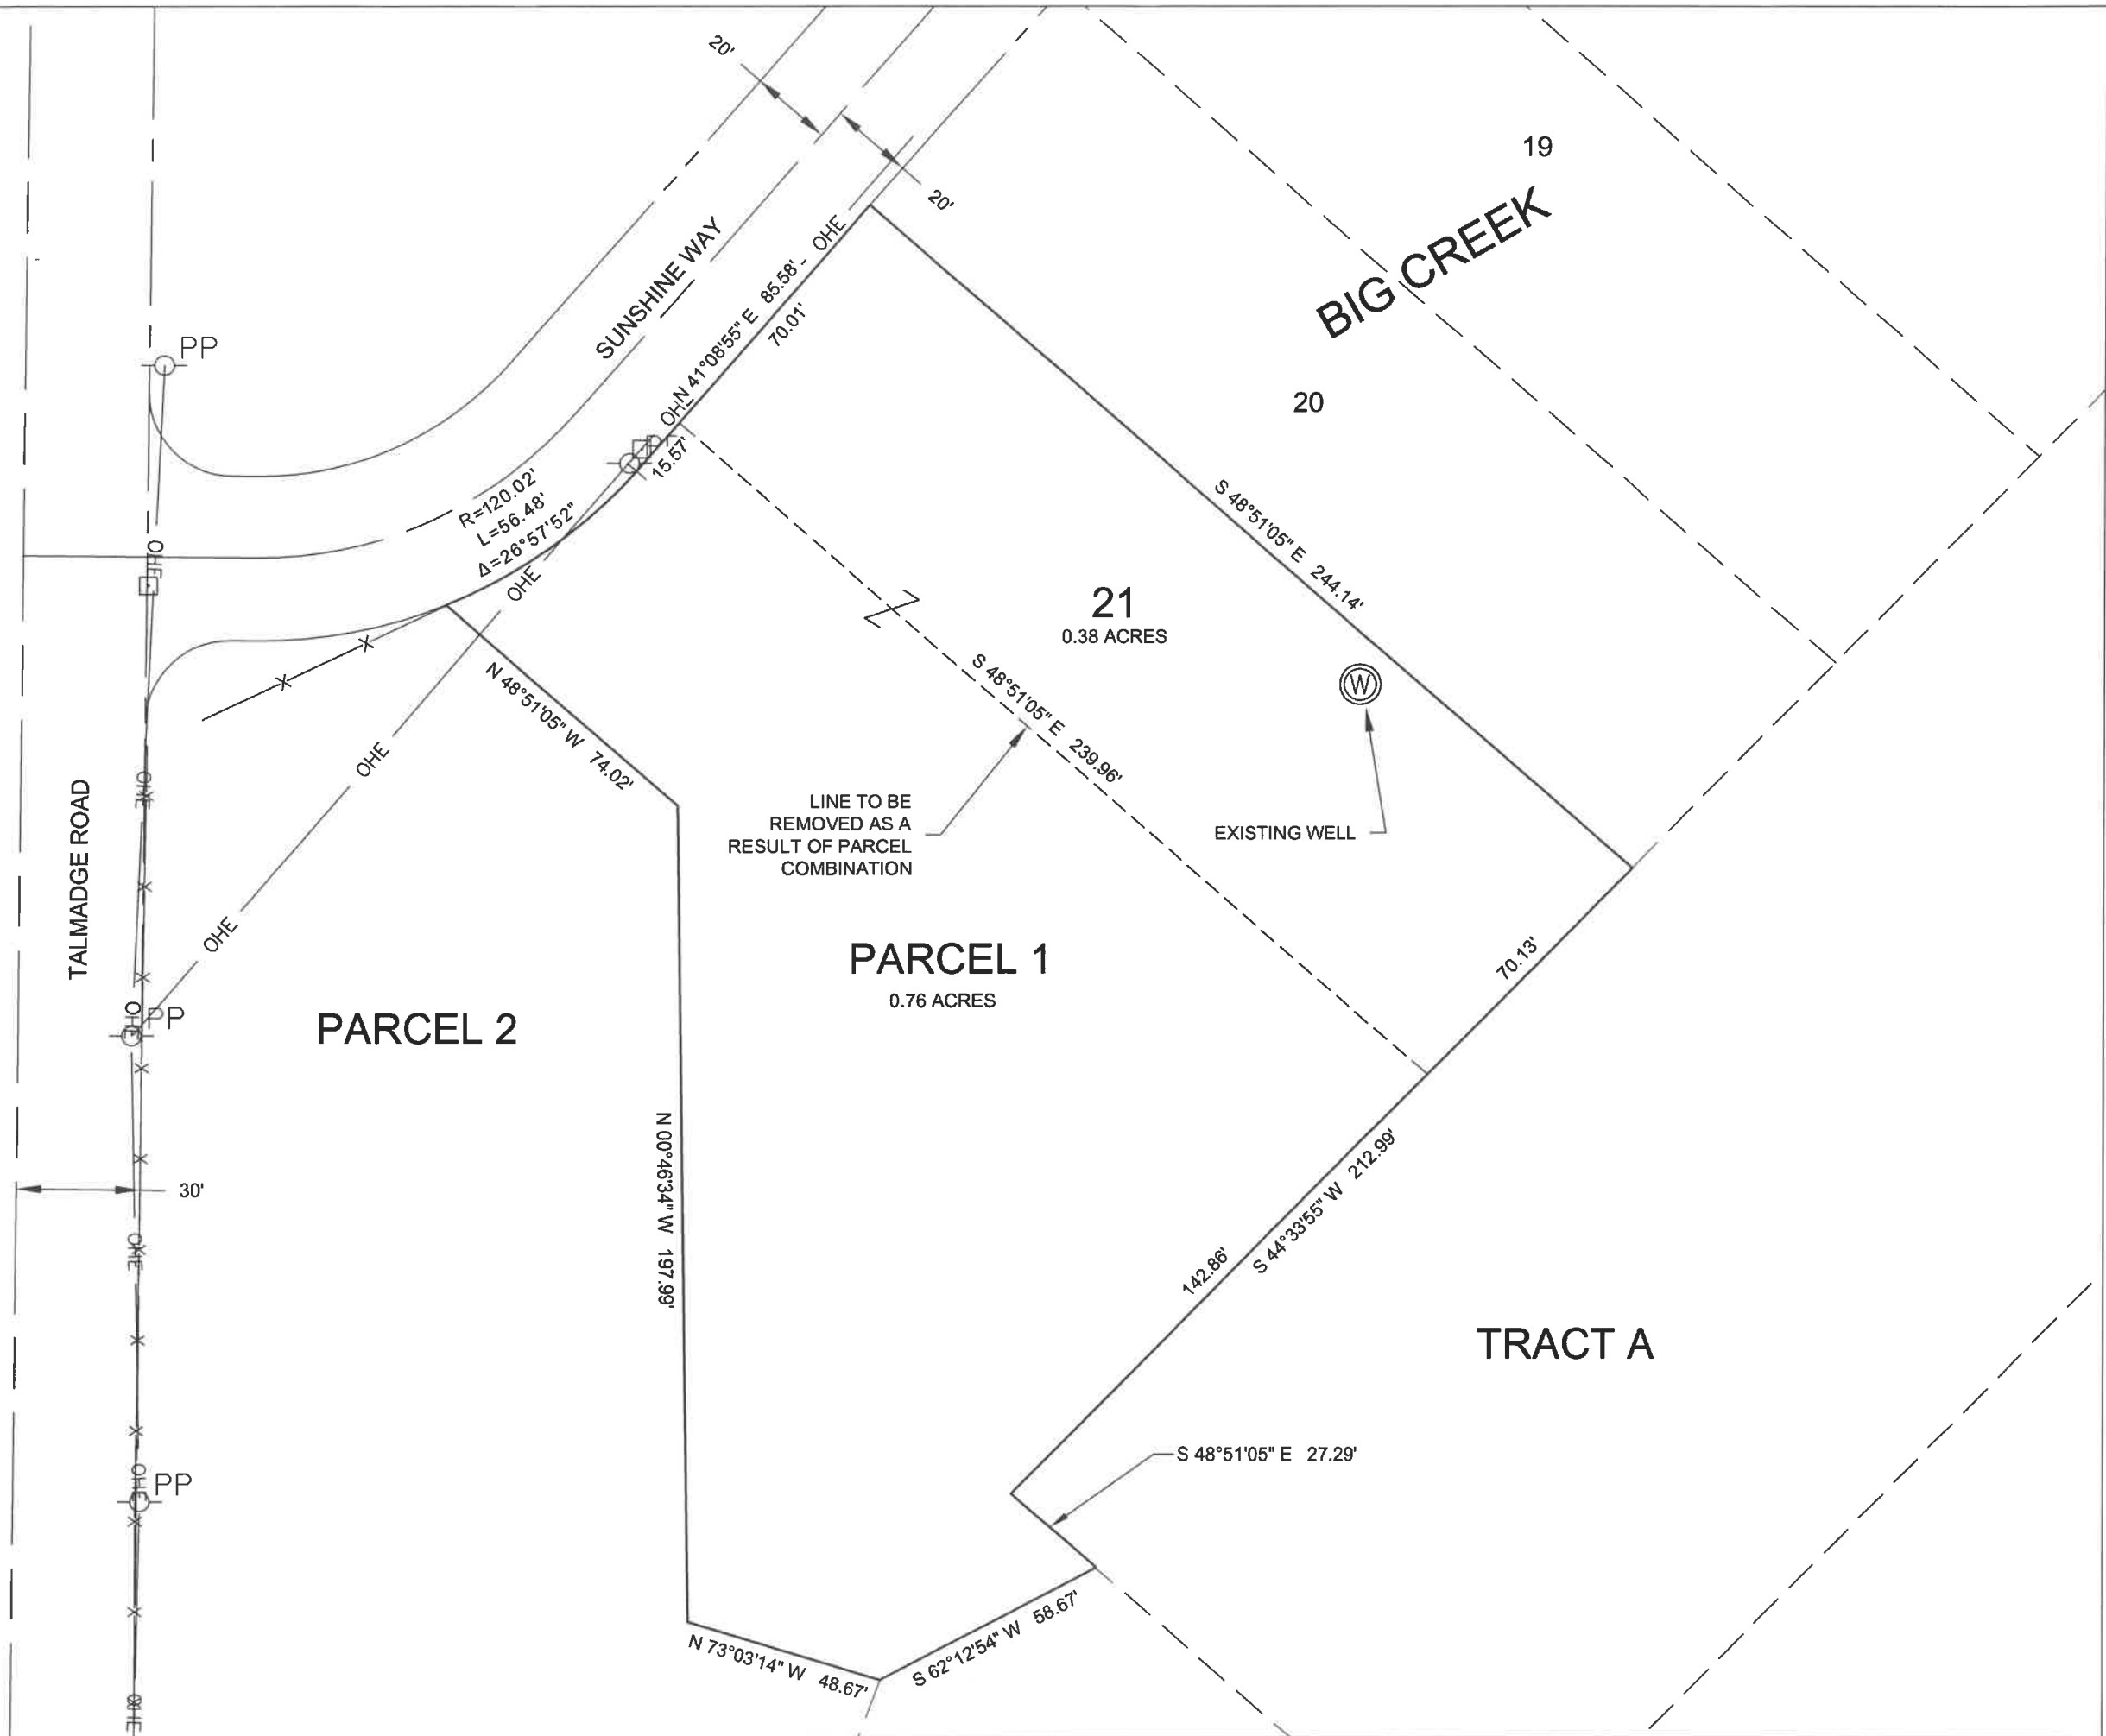 20'
20'
19
BIG CREEK
SUNSHINE WAY
N 41°08'55" E 85.58'
OHE
70.01'
PP
20
15.57'
R=120.02'
L=56.48'
Δ=26°57'52"
OHE
OHE
S 48°51'05" E 244.14'
21
0.38 ACRES
W
S 48°51'05" E 239.96'
N 48°51'05" W 74.02'
OHE
LINE TO BE
REMOVED AS A
RESULT OF PARCEL
COMBINATION
EXISTING WELL
TALMADGE ROAD
OHE
PARCEL 1
0.76 ACRES
70.13'
PP
OHE
PARCEL 2
N 00°46'34" W 197.99'
30'
S 44°33'55" W 212.99'
142.86'
OHE
TRACT A
S 48°51'05" E 27.29'
PP
OHE
N 73°03'14" W 48.67'
S 62°12'54" W 58.67'
OHE